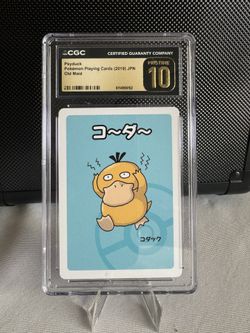 CGC
CERTIFIED GUARANTY COMPANY
Psyduck
Pokémon Playing Cards (2019) JPN
Old Maid
PRISTINE
10
コ〜ダ〜
コダック